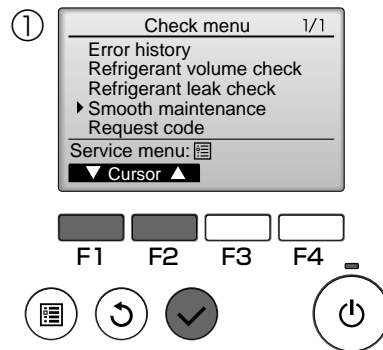 ①
Check menu 1/1
Error history
Refrigerant volume check
Refrigerant leak check
Smooth maintenance
Request code
Service menu:
▼ Cursor ▲
F1 F2 F3 F4